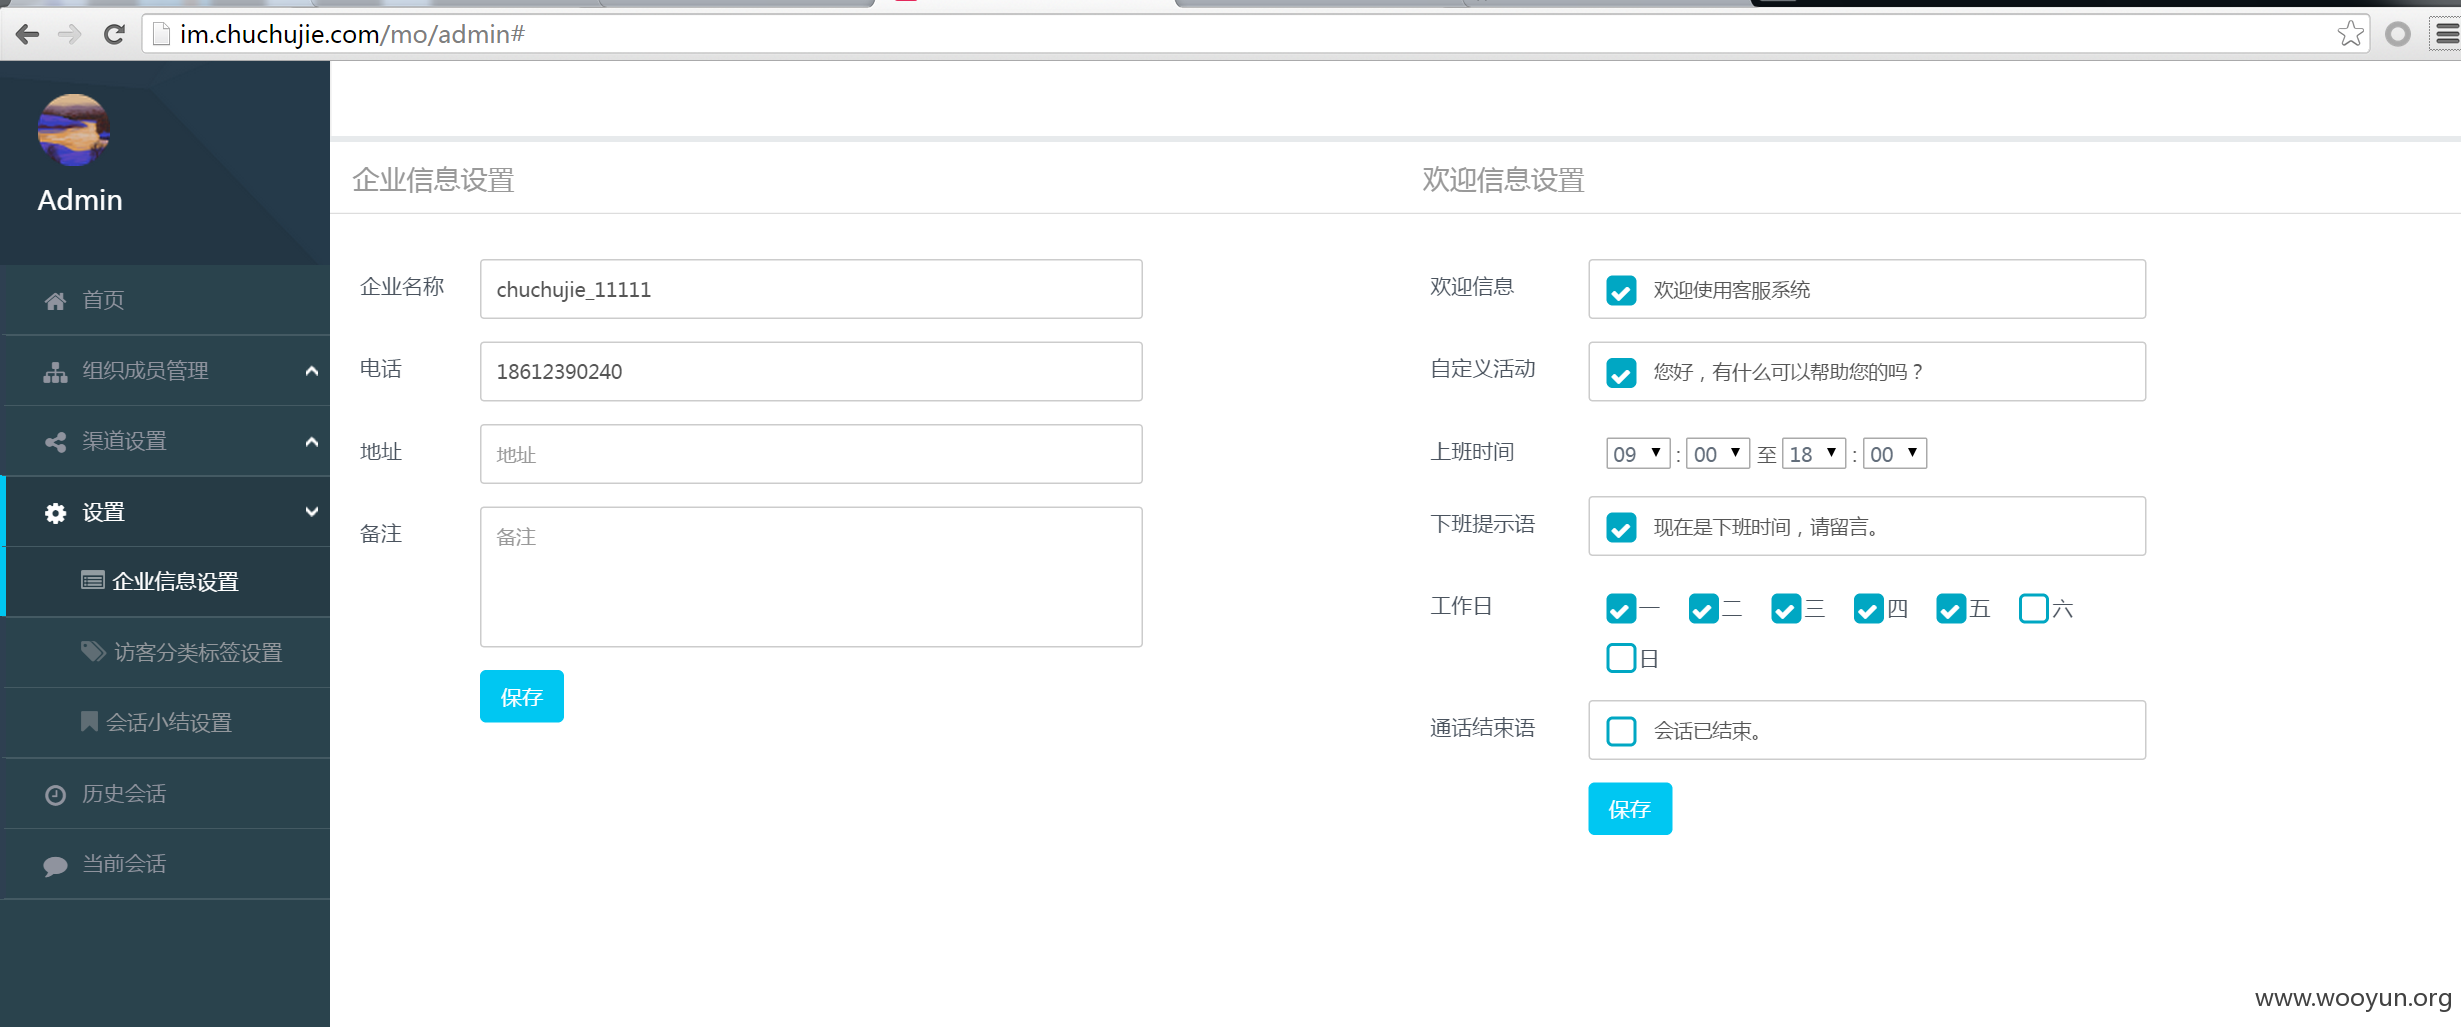 im.chuchujie.com/mo/admin#
Admin
首页
组织成员管理
渠道设置
设置
企业信息设置
访客分类标签设置
会话小结设置
历史会话
当前会话
企业信息设置
企业名称 chuchujie_11111
电话 18612390240
地址 地址
备注 备注
保存
欢迎信息设置
欢迎信息 欢迎使用客服系统
自定义活动 您好，有什么可以帮助您的吗？
上班时间 09 : 00 至 18 : 00
下班提示语 现在是下班时间，请留言。
工作日 一 二 三 四 五 六
日
通话结束语 会话已结束。
保存
www.wooyun.org